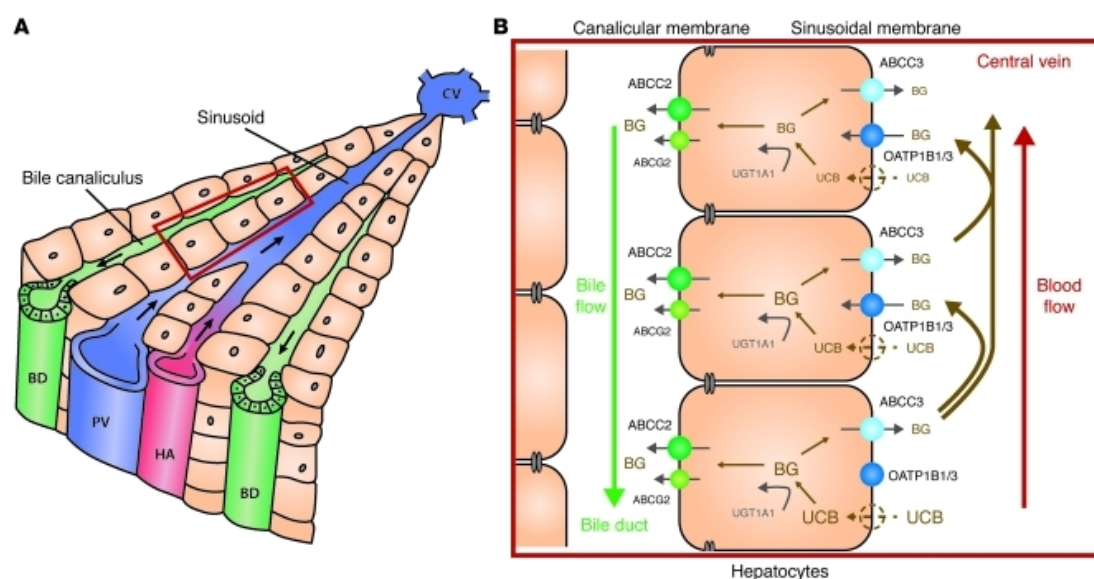 A
CV
Sinusoid
Bile canaliculus
BD
PV
HA
BD
B
Canalicular membrane
Sinusoidal membrane
Central vein
ABCC3
BG
ABCC2
BG
ABCG2
BG
UGT1A1
UCB
BG
OATP1B1/3
UCB
Bile
flow
Blood
flow
ABCC3
BG
ABCC2
BG
ABCG2
BG
UGT1A1
UCB
BG
OATP1B1/3
UCB
ABCC3
BG
ABCC2
BG
ABCG2
BG
UGT1A1
UCB
OATP1B1/3
UCB
Bile duct
Hepatocytes